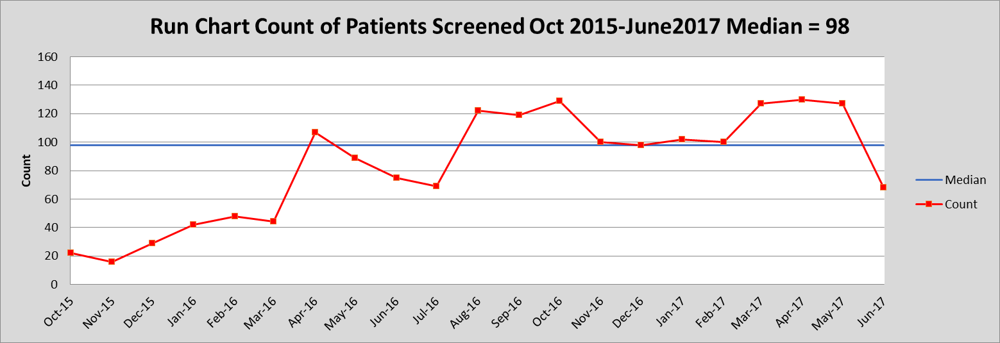 Run Chart Count of Patients Screened Oct 2015-June2017 Median = 98
160
140
120
100
80
60
40
20
0
Count
Oct-15
Nov-15
Dec-15
Jan-16
Feb-16
Mar-16
Apr-16
May-16
Jun-16
Jul-16
Aug-16
Sep-16
Oct-16
Nov-16
Dec-16
Jan-17
Feb-17
Mar-17
Apr-17
May-17
Jun-17
Median
Count